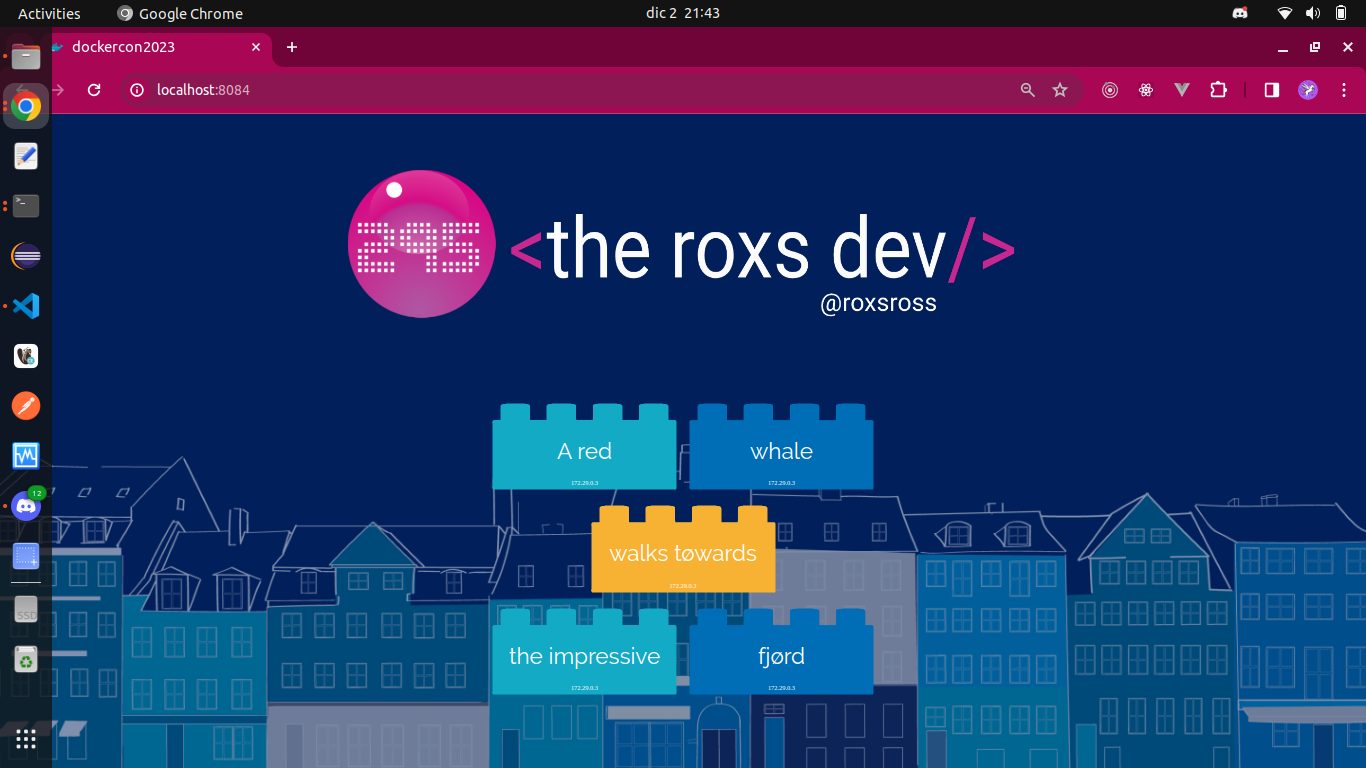 Activities
Google Chrome
dic 2 21:43
dockercon2023
localhost:8084
295
<the roxs dev/>
@roxsross
A red
172.29.0.3
whale
172.29.0.3
walks tøwards
172.29.0.3
the impressive
172.29.0.3
fjørd
172.29.0.3
12
SSD